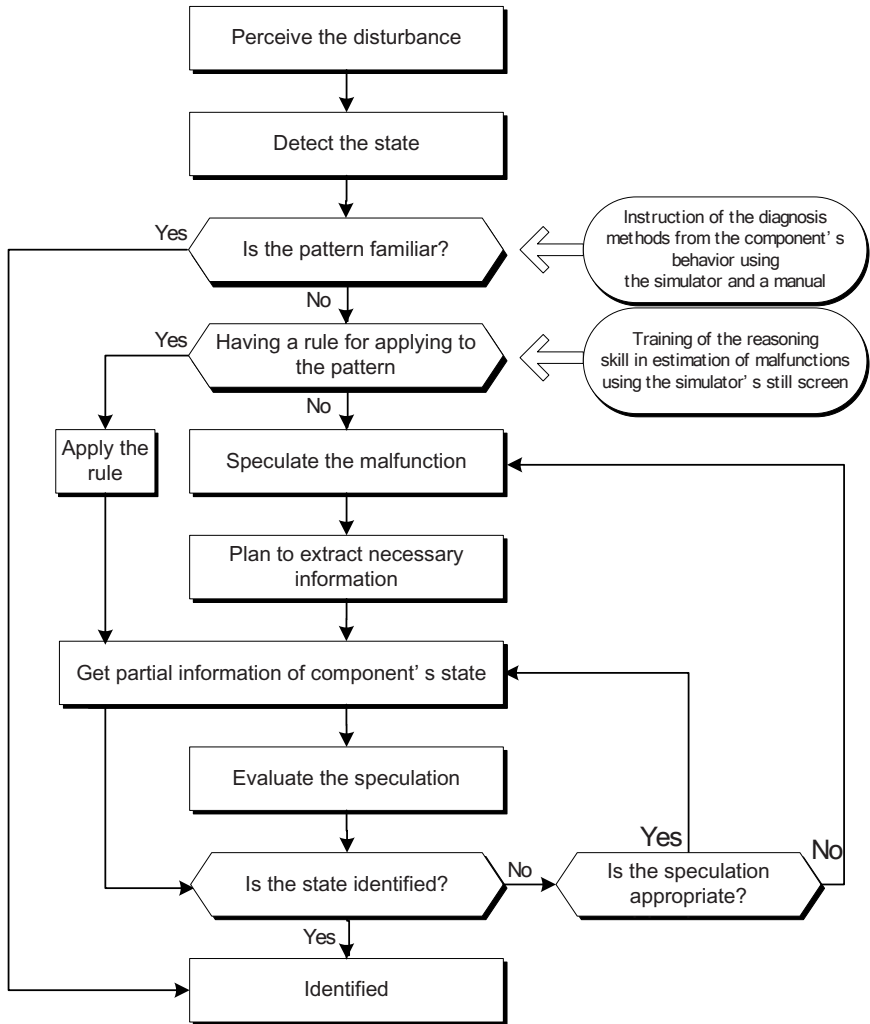 Perceive the disturbance
Detect the state
Yes
Is the pattern familiar?
Instruction of the diagnosis
methods from the component's
behavior using
the simulator and a manual
No
Yes
Having a rule for applying to
the pattern
Training of the reasoning
skill in estimation of malfunctions
using the simulator's still screen
No
Apply the
rule
Speculate the malfunction
Plan to extract necessary
information
Get partial information of component's state
Evaluate the speculation
Yes
No
Is the state identified?
No
Is the speculation
appropriate?
Yes
Identified